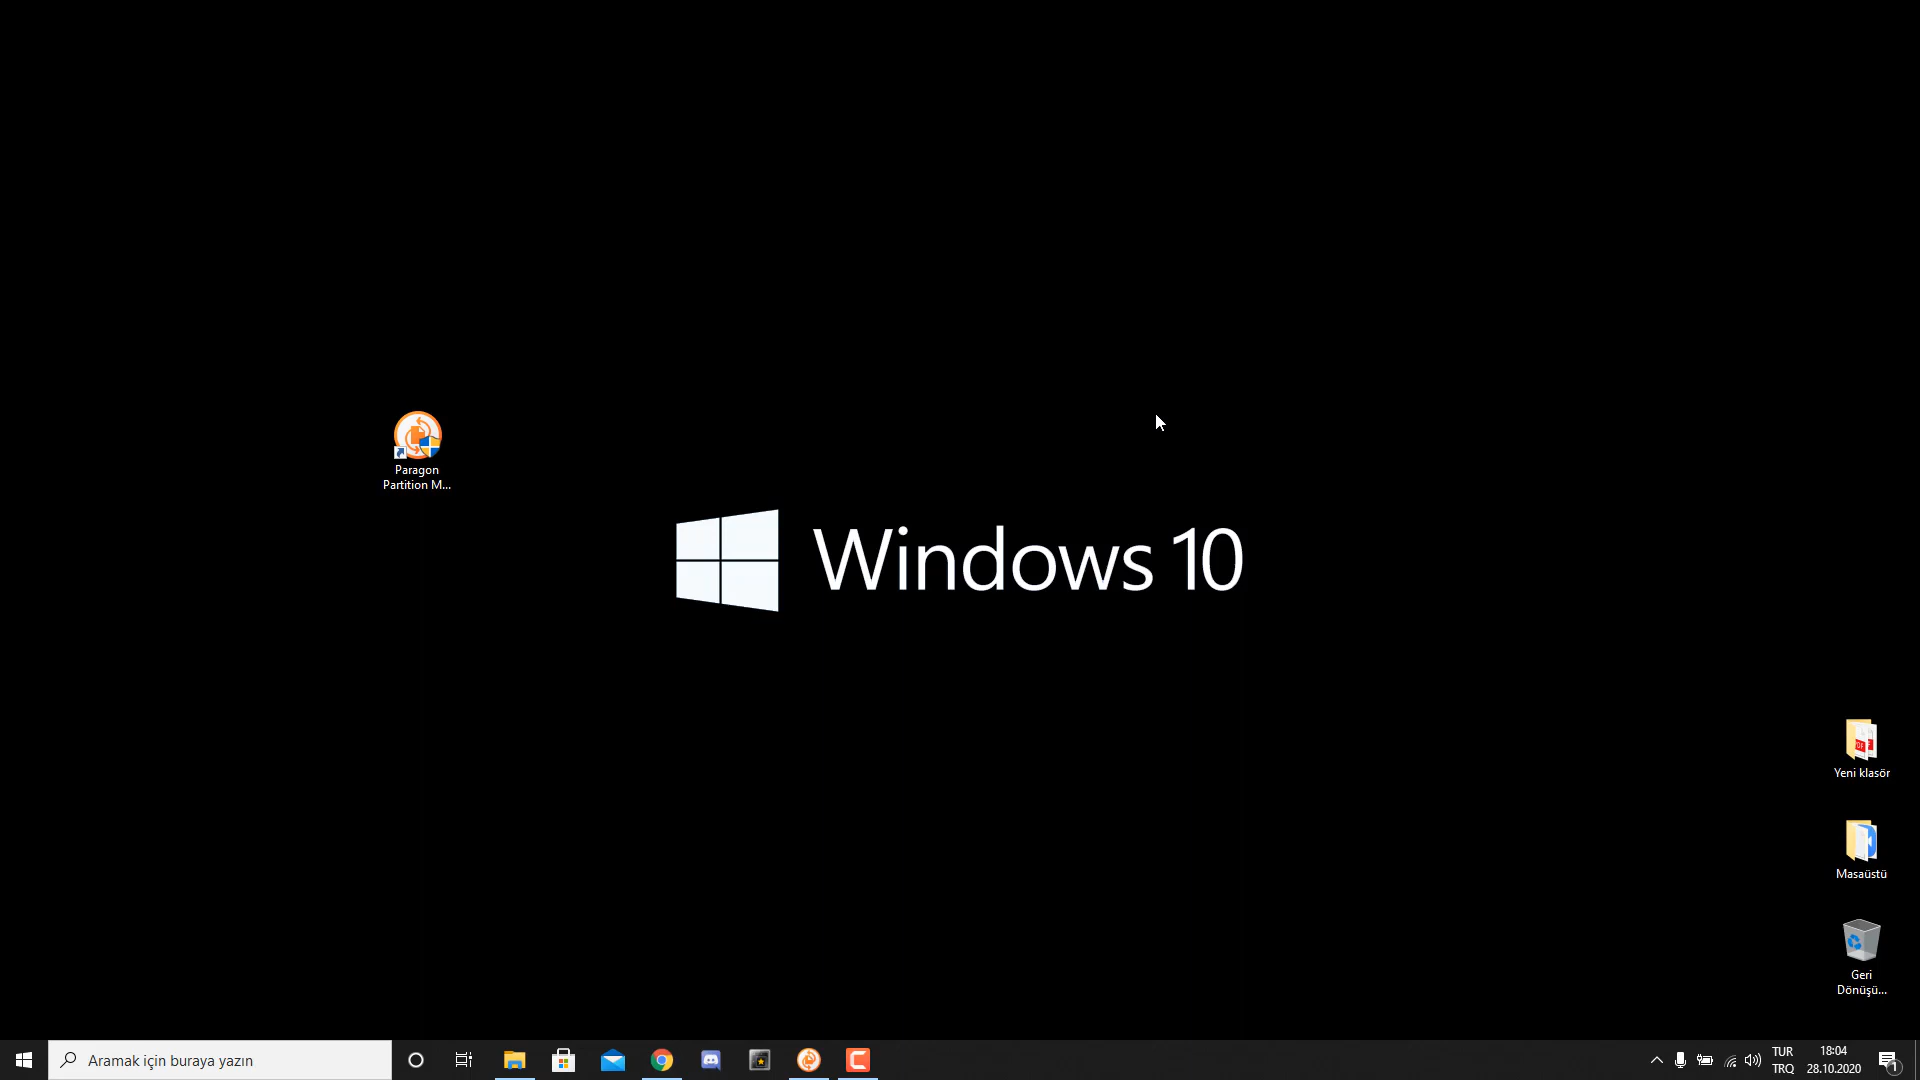 Paragon
Partition M...
Windows 10
Yeni klasör
Masaüstü
Geri
Dönüşü...
Aramak için buraya yazın
TUR
TRQ
18:04
28.10.2020
1